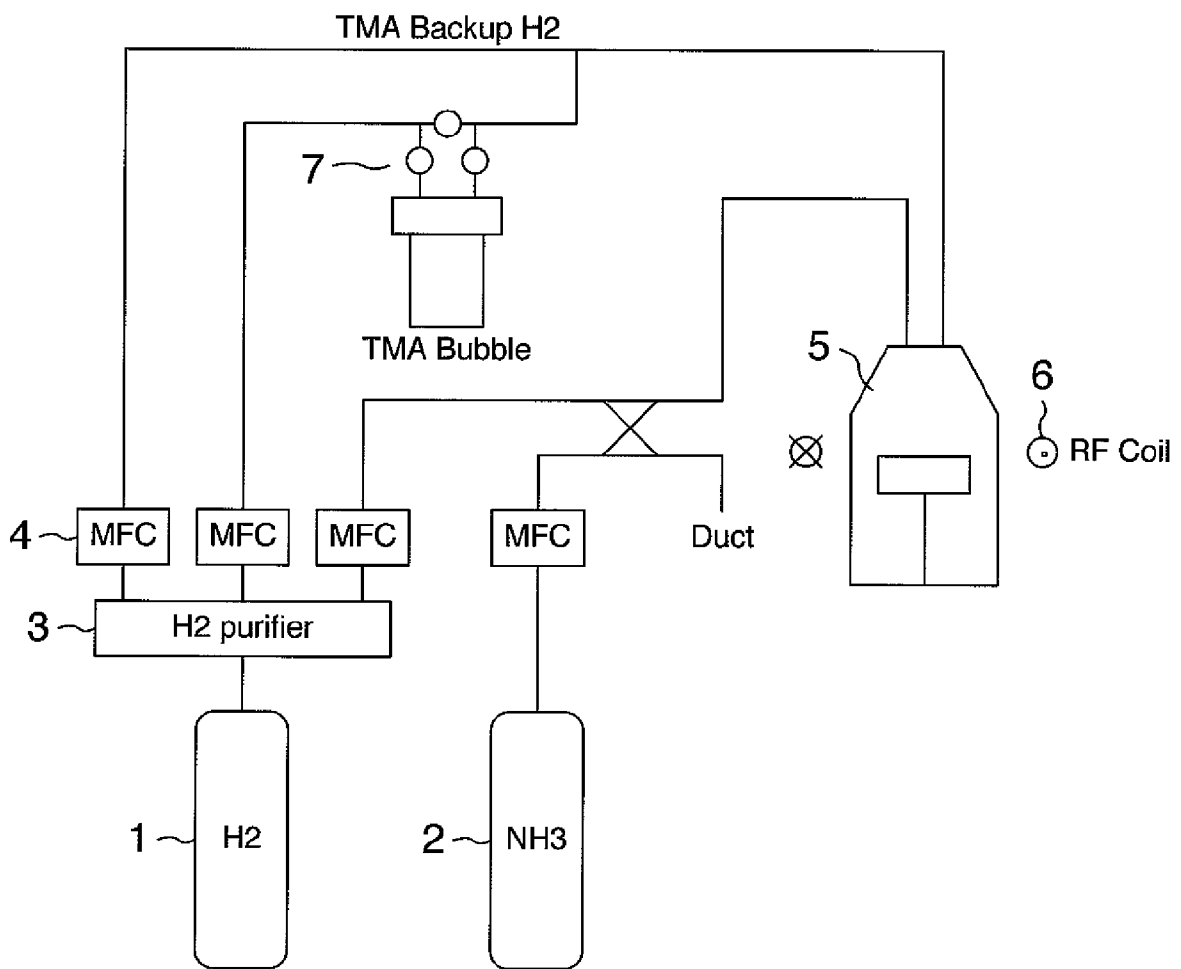 TMA Backup H2
7
TMA Bubble
5
6
RF Coil
4
MFC
MFC
MFC
MFC
Duct
3
H2 purifier
1
H2
2
NH3